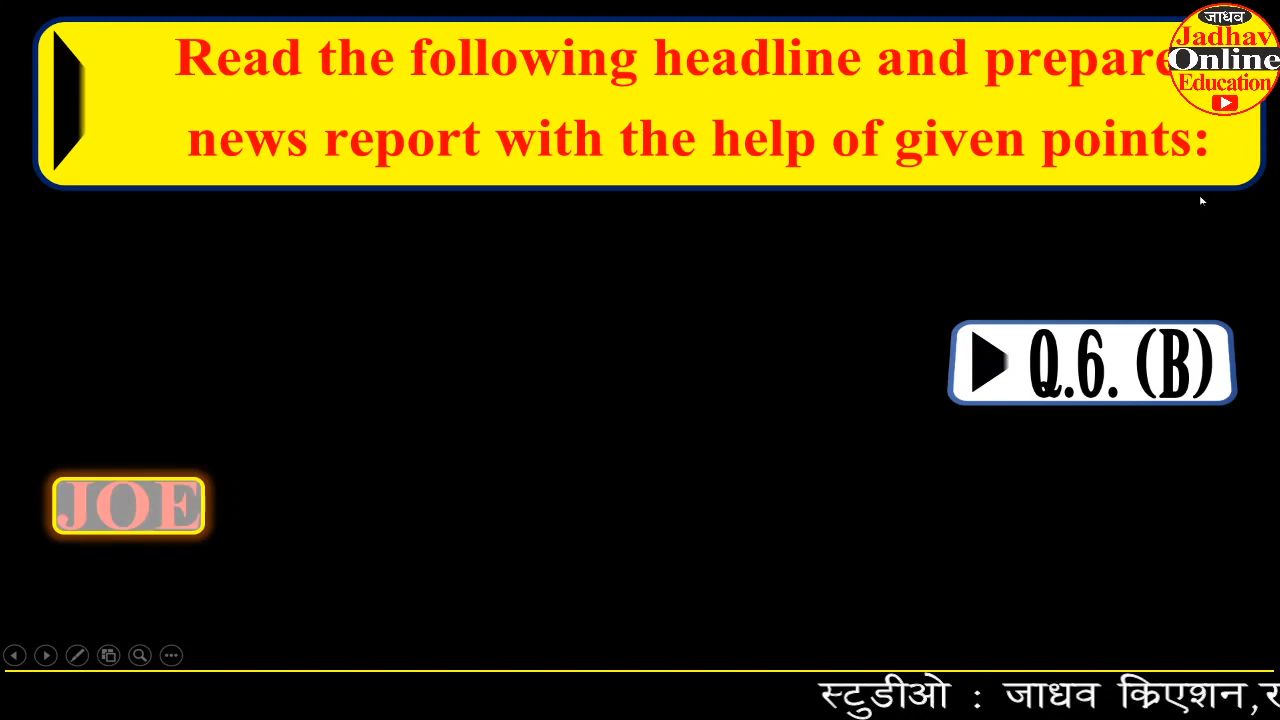 Read the following headline and prepare
news report with the help of given points:
जाधव
Jadhav
Online
Education
Q.6. (B)
JOE
स्टुडीओ : जाधव क्रिएशन,